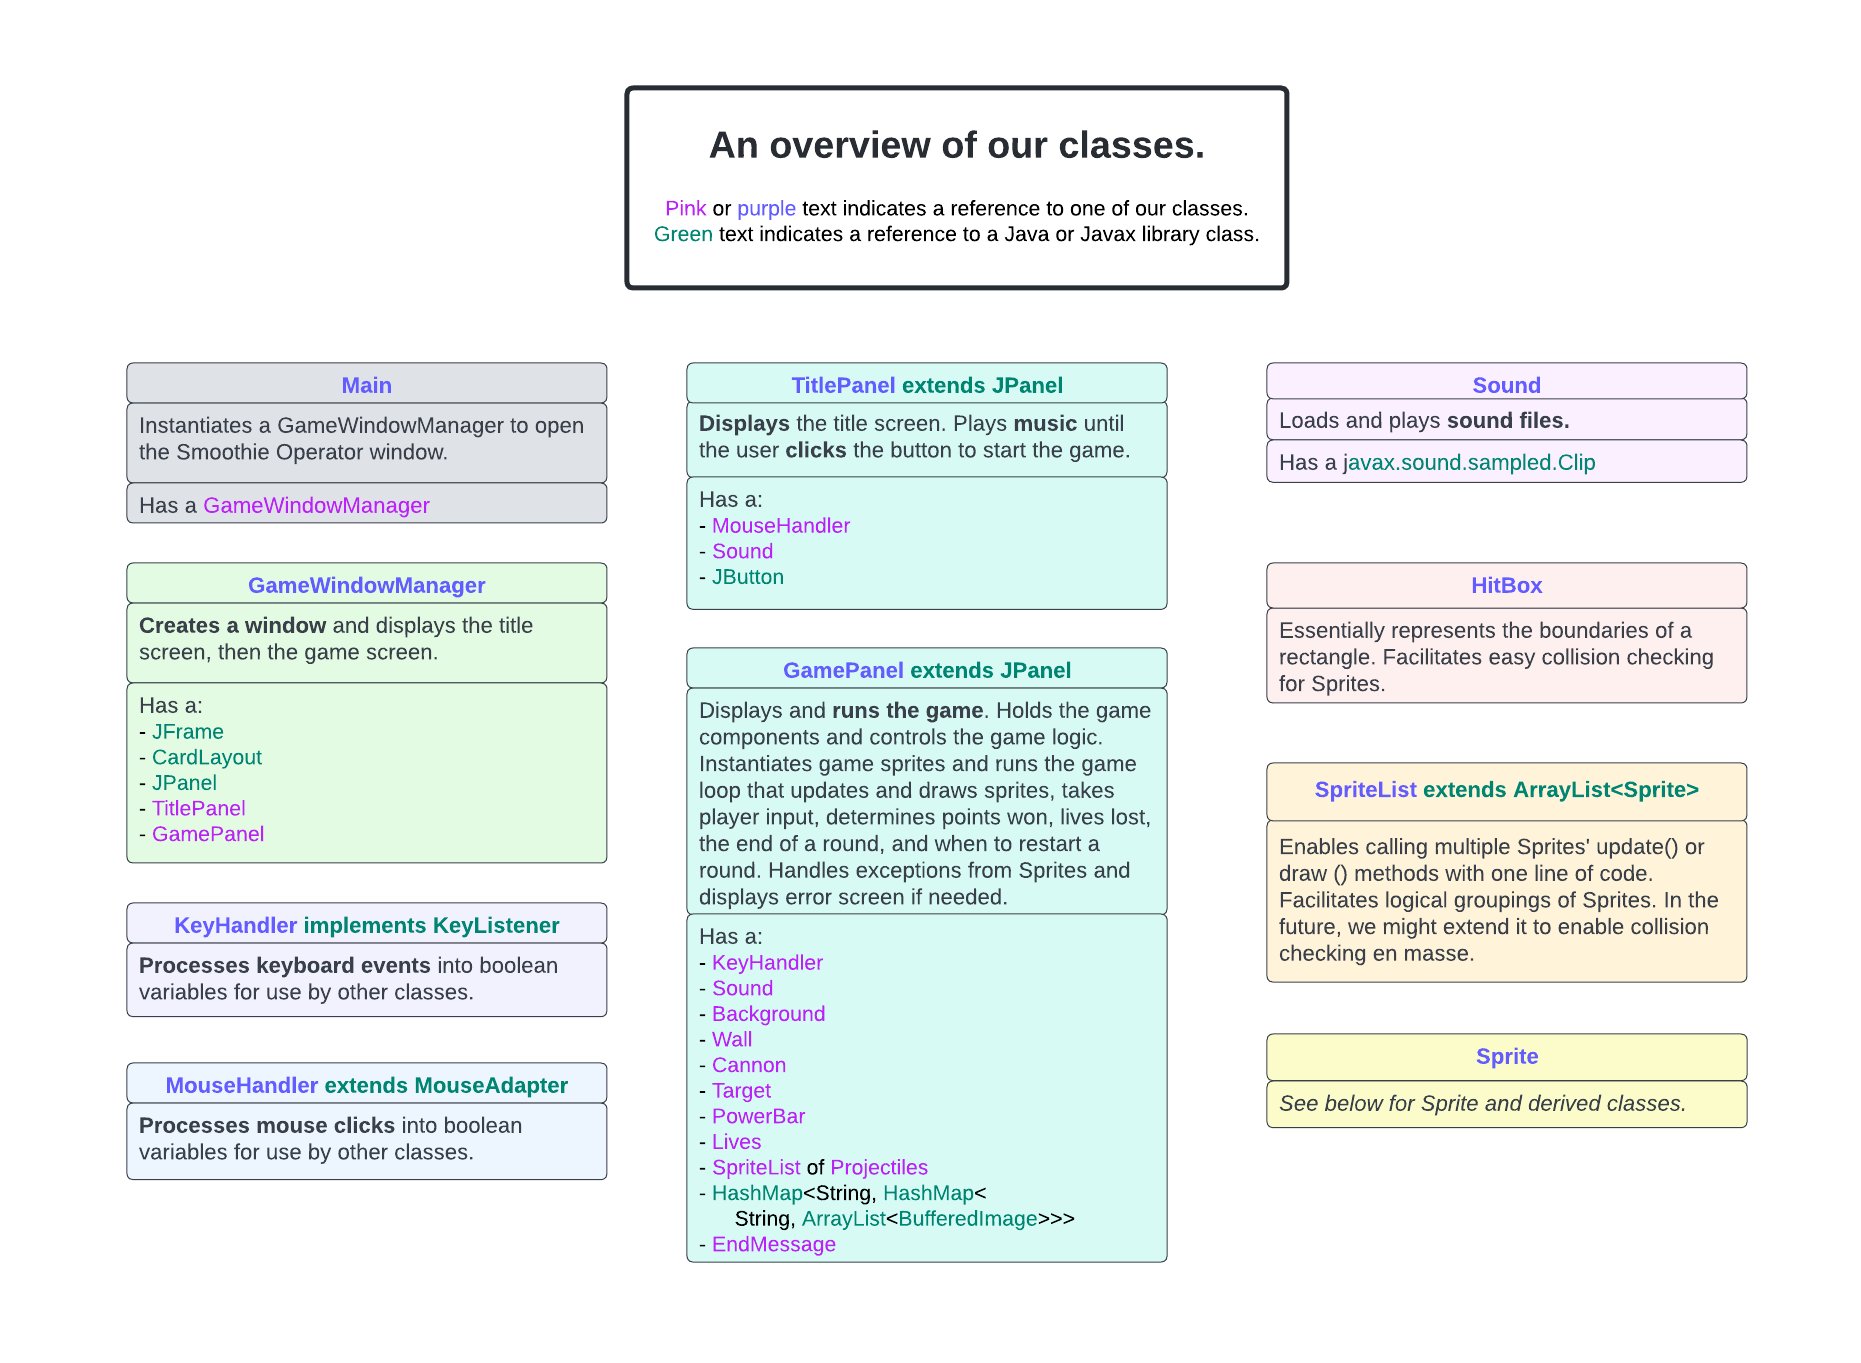 An overview of our classes.
Pink or purple text indicates a reference to one of our classes.
Green text indicates a reference to a Java or Javax library class.
Main
Instantiates a GameWindowManager to open
the Smoothie Operator window.
Has a GameWindowManager
GameWindowManager
Creates a window and displays the title
screen, then the game screen.
Has a:
- JFrame
- CardLayout
- JPanel
- TitlePanel
- GamePanel
KeyHandler implements KeyListener
Processes keyboard events into boolean
variables for use by other classes.
MouseHandler extends MouseAdapter
Processes mouse clicks into boolean
variables for use by other classes.
TitlePanel extends JPanel
Displays the title screen. Plays music until
the user clicks the button to start the game.
Has a:
- MouseHandler
- Sound
- JButton
GamePanel extends JPanel
Displays and runs the game. Holds the game
components and controls the game logic.
Instantiates game sprites and runs the game
loop that updates and draws sprites, takes
player input, determines points won, lives lost,
the end of a round, and when to restart a
round. Handles exceptions from Sprites and
displays error screen if needed.
Has a:
- KeyHandler
- Sound
- Background
- Wall
- Cannon
- Target
- PowerBar
- Lives
- SpriteList of Projectiles
- HashMap<String, HashMap<
String, ArrayList<BufferedImage>>>
- EndMessage
Sound
Loads and plays sound files.
Has a javax.sound.sampled.Clip
HitBox
Essentially represents the boundaries of a
rectangle. Facilitates easy collision checking
for Sprites.
SpriteList extends ArrayList<Sprite>
Enables calling multiple Sprites' update() or
draw () methods with one line of code.
Facilitates logical groupings of Sprites. In the
future, we might extend it to enable collision
checking en masse.
Sprite
See below for Sprite and derived classes.